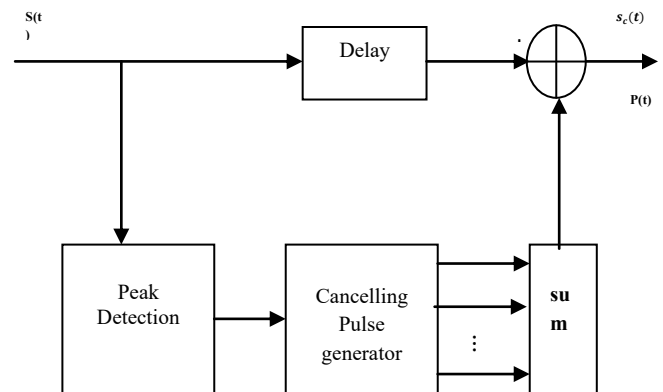 S(t
)
Delay
s_c(t)
P(t)
Peak
Detection
Cancelling
Pulse
generator
su
m